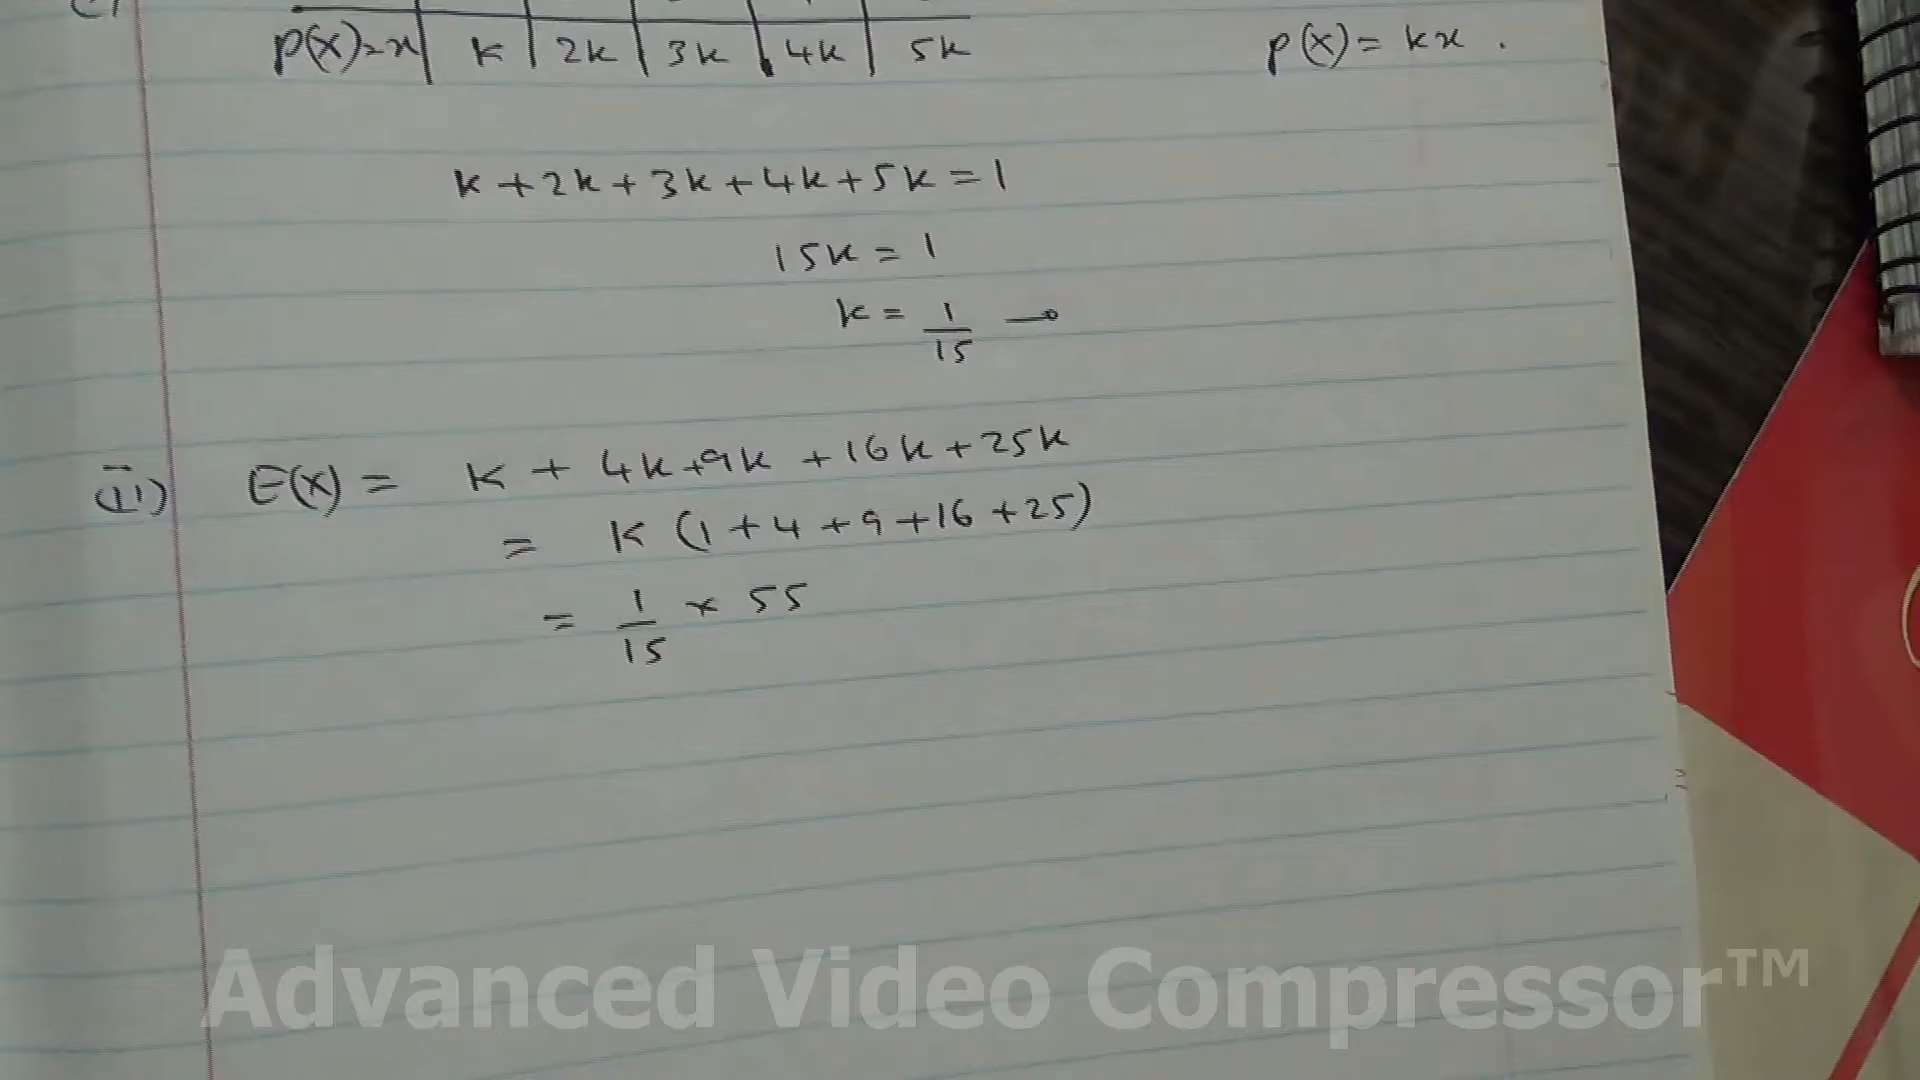 P(X)=x | k | 2k | 3k | 4k | 5k
P(X) = kx .
k + 2k + 3k + 4k + 5k = 1
15k = 1
k = 1/15
(ii) E(X) = k + 4k + 9k + 16k + 25k
= k (1 + 4 + 9 + 16 + 25)
= 1/15 × 55
Advanced Video Compressor™